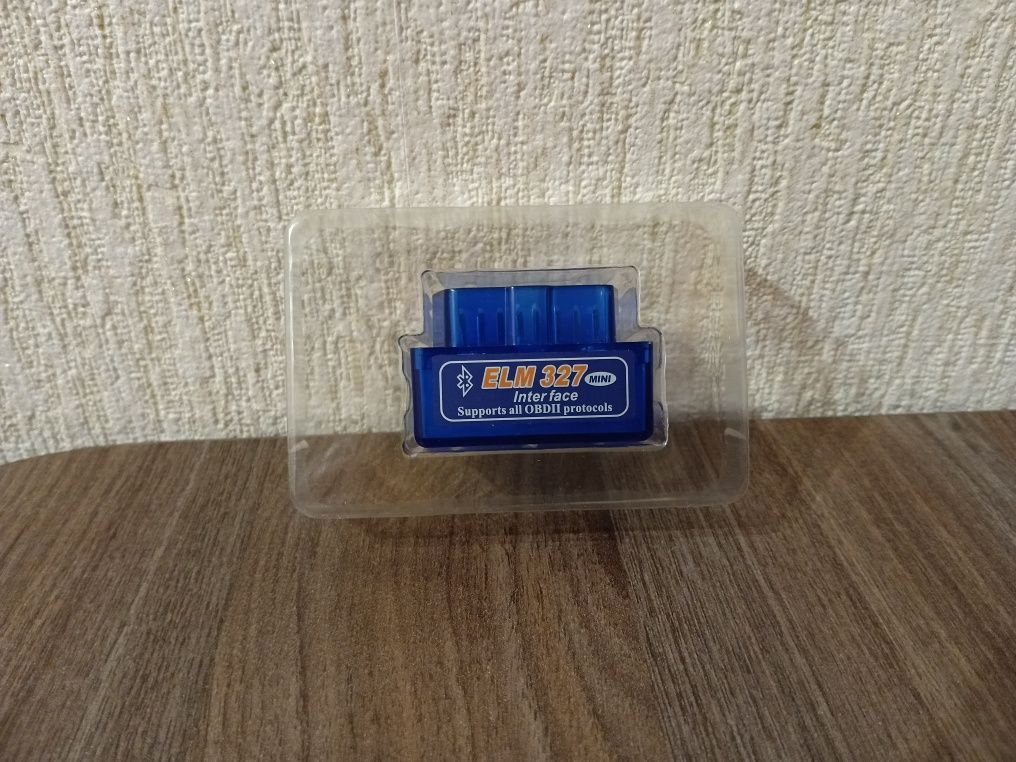 ELM 327 MINI
Inter face
Supports all OBDII protocols